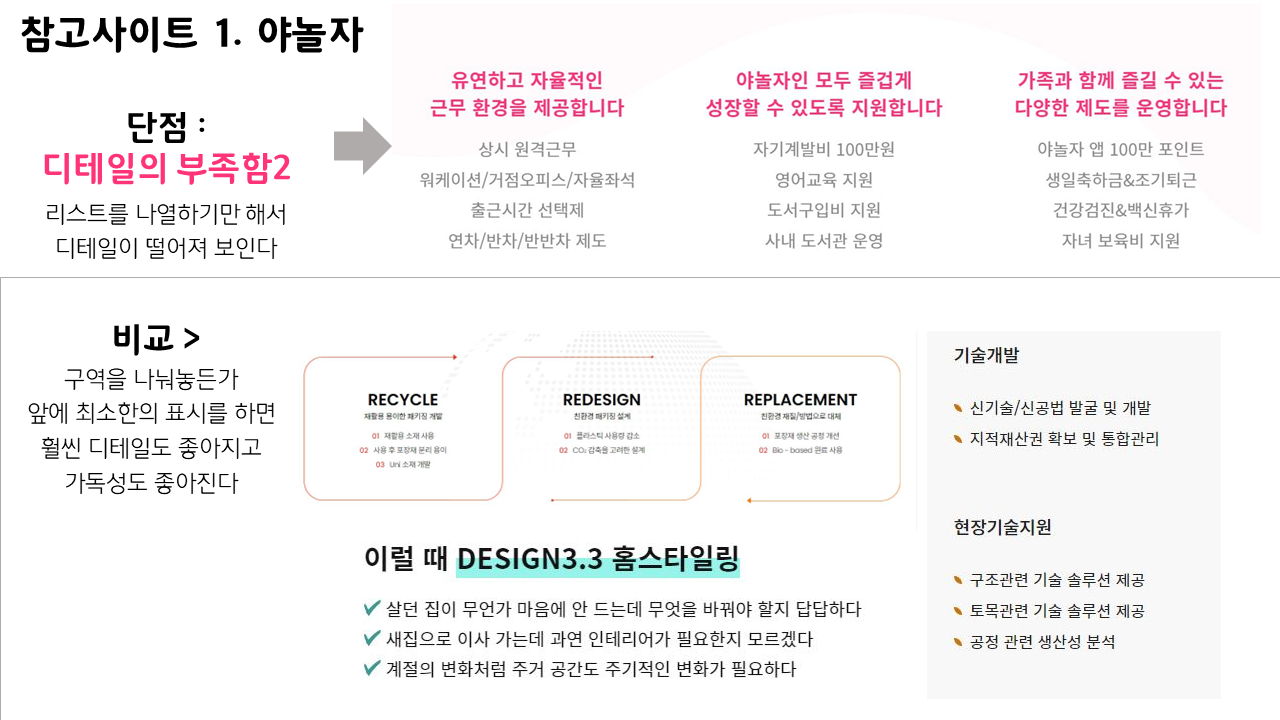 참고사이트 1. 야놀자
단점 :
디테일의 부족함2
리스트를 나열하기만 해서
디테일이 떨어져 보인다
유연하고 자율적인
근무 환경을 제공합니다
상시 원격근무
워케이션/거점오피스/자율좌석
출근시간 선택제
연차/반차/반반차 제도
야놀자인 모두 즐겁게
성장할 수 있도록 지원합니다
자기계발비 100만원
영어교육 지원
도서구입비 지원
사내 도서관 운영
가족과 함께 즐길 수 있는
다양한 제도를 운영합니다
야놀자 앱 100만 포인트
생일축하금&조기퇴근
건강검진&백신휴가
자녀 보육비 지원
비교 >
구역을 나눠놓든가
앞에 최소한의 표시를 하면
훨씬 디테일도 좋아지고
가독성도 좋아진다
RECYCLE
재활용 용이한 패키징 개발
01 재활용 소재 사용
02 사용 후 포장재 분리 용이
03 Uni 소재 개발
REDESIGN
친환경 패키징 설계
01 플라스틱 사용량 감소
02 CO₂ 감축을 고려한 설계
REPLACEMENT
친환경 재질/방법으로 대체
01 포장재 생산 공정 개선
02 Bio - based 원료 사용
이럴 때 DESIGN3.3 홈스타일링
살던 집이 무언가 마음에 안 드는데 무엇을 바꿔야 할지 답답하다
새집으로 이사 가는데 과연 인테리어가 필요한지 모르겠다
계절의 변화처럼 주거 공간도 주기적인 변화가 필요하다
기술개발
신기술/신공법 발굴 및 개발
지적재산권 확보 및 통합관리
현장기술지원
구조관련 기술 솔루션 제공
토목관련 기술 솔루션 제공
공정 관련 생산성 분석